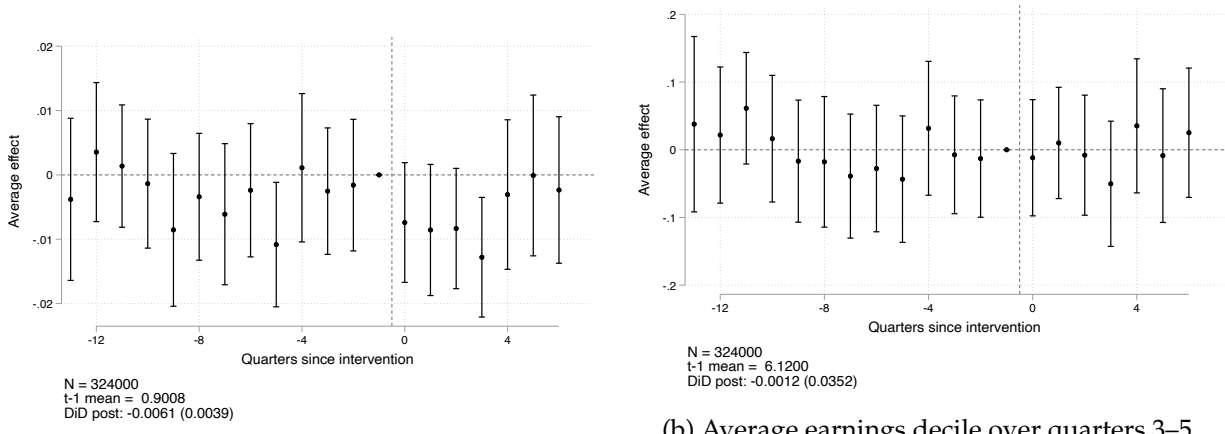 .02
.01
0
-.01
-.02
Average effect
-12
-8
-4
0
4
Quarters since intervention
N = 324000
t-1 mean = 0.9008
DiD post: -0.0061 (0.0039)
.2
.1
0
-.1
-.2
Average effect
-12
-8
-4
0
4
Quarters since intervention
N = 324000
t-1 mean = 6.1200
DiD post: -0.0012 (0.0352)
(b) Average earnings decile over quarters 3–5